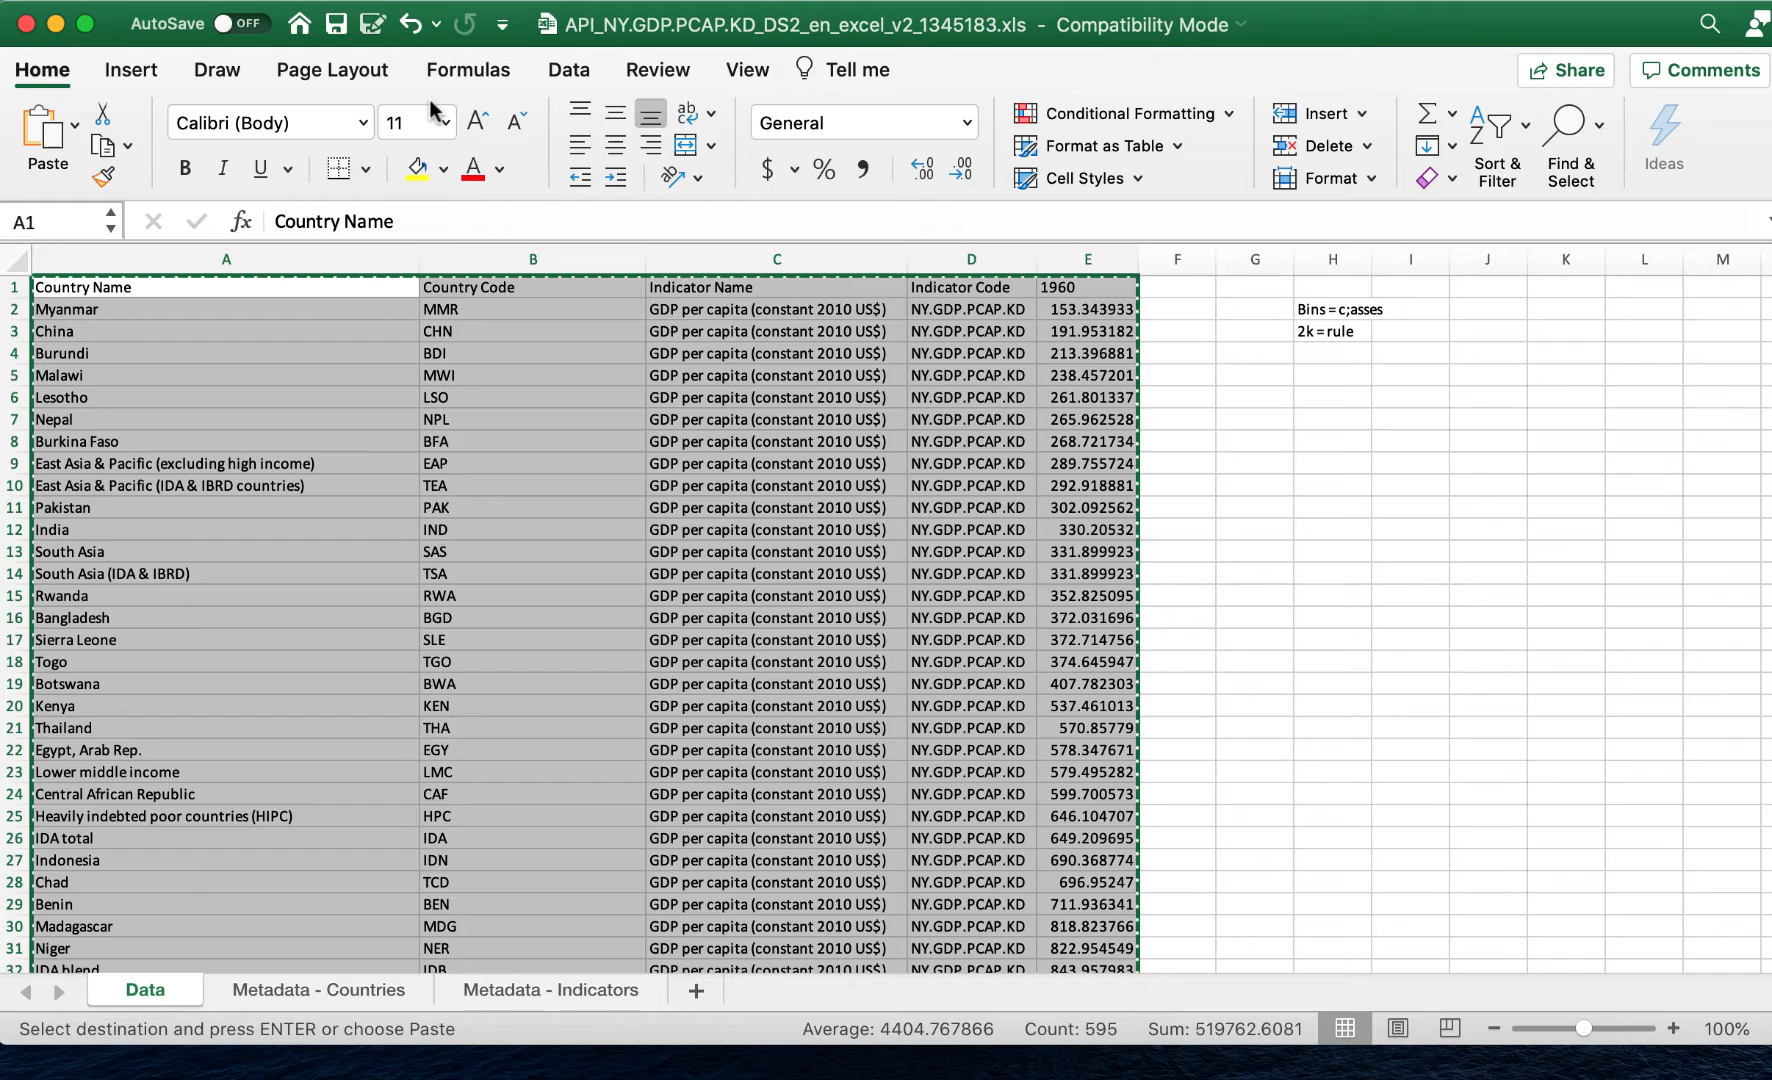 AutoSave OFF API_NY.GDP.PCAP.KD_DS2_en_excel_v2_1345183.xls - Compatibility Mode
Home Insert Draw Page Layout Formulas Data Review View Tell me Share Comments
Paste Calibri (Body) 11 General Conditional Formatting Format as Table Cell Styles Insert Delete Format Sort & Filter Find & Select Ideas
A1 fx Country Name
A B C D E F G H I J K L M
1 Country Name Country Code Indicator Name Indicator Code 1960
2 Myanmar MMR GDP per capita (constant 2010 US$) NY.GDP.PCAP.KD 153.343933 Bins = c;asses
3 China CHN GDP per capita (constant 2010 US$) NY.GDP.PCAP.KD 191.953182 2k = rule
4 Burundi BDI GDP per capita (constant 2010 US$) NY.GDP.PCAP.KD 213.396881
5 Malawi MWI GDP per capita (constant 2010 US$) NY.GDP.PCAP.KD 238.457201
6 Lesotho LSO GDP per capita (constant 2010 US$) NY.GDP.PCAP.KD 261.801337
7 Nepal NPL GDP per capita (constant 2010 US$) NY.GDP.PCAP.KD 265.962528
8 Burkina Faso BFA GDP per capita (constant 2010 US$) NY.GDP.PCAP.KD 268.721734
9 East Asia & Pacific (excluding high income) EAP GDP per capita (constant 2010 US$) NY.GDP.PCAP.KD 289.755724
10 East Asia & Pacific (IDA & IBRD countries) TEA GDP per capita (constant 2010 US$) NY.GDP.PCAP.KD 292.918881
11 Pakistan PAK GDP per capita (constant 2010 US$) NY.GDP.PCAP.KD 302.092562
12 India IND GDP per capita (constant 2010 US$) NY.GDP.PCAP.KD 330.20532
13 South Asia SAS GDP per capita (constant 2010 US$) NY.GDP.PCAP.KD 331.899923
14 South Asia (IDA & IBRD) TSA GDP per capita (constant 2010 US$) NY.GDP.PCAP.KD 331.899923
15 Rwanda RWA GDP per capita (constant 2010 US$) NY.GDP.PCAP.KD 352.825095
16 Bangladesh BGD GDP per capita (constant 2010 US$) NY.GDP.PCAP.KD 372.031696
17 Sierra Leone SLE GDP per capita (constant 2010 US$) NY.GDP.PCAP.KD 372.714756
18 Togo TGO GDP per capita (constant 2010 US$) NY.GDP.PCAP.KD 374.645947
19 Botswana BWA GDP per capita (constant 2010 US$) NY.GDP.PCAP.KD 407.782303
20 Kenya KEN GDP per capita (constant 2010 US$) NY.GDP.PCAP.KD 537.461013
21 Thailand THA GDP per capita (constant 2010 US$) NY.GDP.PCAP.KD 570.85779
22 Egypt, Arab Rep. EGY GDP per capita (constant 2010 US$) NY.GDP.PCAP.KD 578.347671
23 Lower middle income LMC GDP per capita (constant 2010 US$) NY.GDP.PCAP.KD 579.495282
24 Central African Republic CAF GDP per capita (constant 2010 US$) NY.GDP.PCAP.KD 599.700573
25 Heavily indebted poor countries (HIPC) HPC GDP per capita (constant 2010 US$) NY.GDP.PCAP.KD 646.104707
26 IDA total IDA GDP per capita (constant 2010 US$) NY.GDP.PCAP.KD 649.209695
27 Indonesia IDN GDP per capita (constant 2010 US$) NY.GDP.PCAP.KD 690.368774
28 Chad TCD GDP per capita (constant 2010 US$) NY.GDP.PCAP.KD 696.95247
29 Benin BEN GDP per capita (constant 2010 US$) NY.GDP.PCAP.KD 711.936341
30 Madagascar MDG GDP per capita (constant 2010 US$) NY.GDP.PCAP.KD 818.823766
31 Niger NER GDP per capita (constant 2010 US$) NY.GDP.PCAP.KD 822.954549
32 IDA blend IDB GDP per capita (constant 2010 US$) NY.GDP.PCAP.KD 843.957983
Data Metadata - Countries Metadata - Indicators
Select destination and press ENTER or choose Paste Average: 4404.767866 Count: 595 Sum: 519762.6081 100%